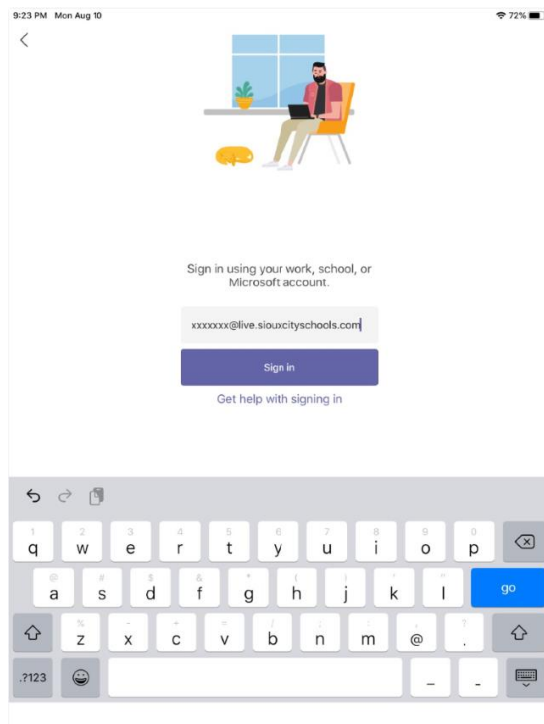 9:23 PM Mon Aug 10 72%
Sign in using your work, school, or
Microsoft account.
xxxxxxx@live.siouxcityschools.com
Sign in
Get help with signing in
1 2 3 4 5 6 7 8 9 0
q w e r t y u i o p
@ # $ & * ( ) ' "
a s d f g h j k l go
% - + = / ; : , ?
z x c v b n m @ .
.?123 _ -